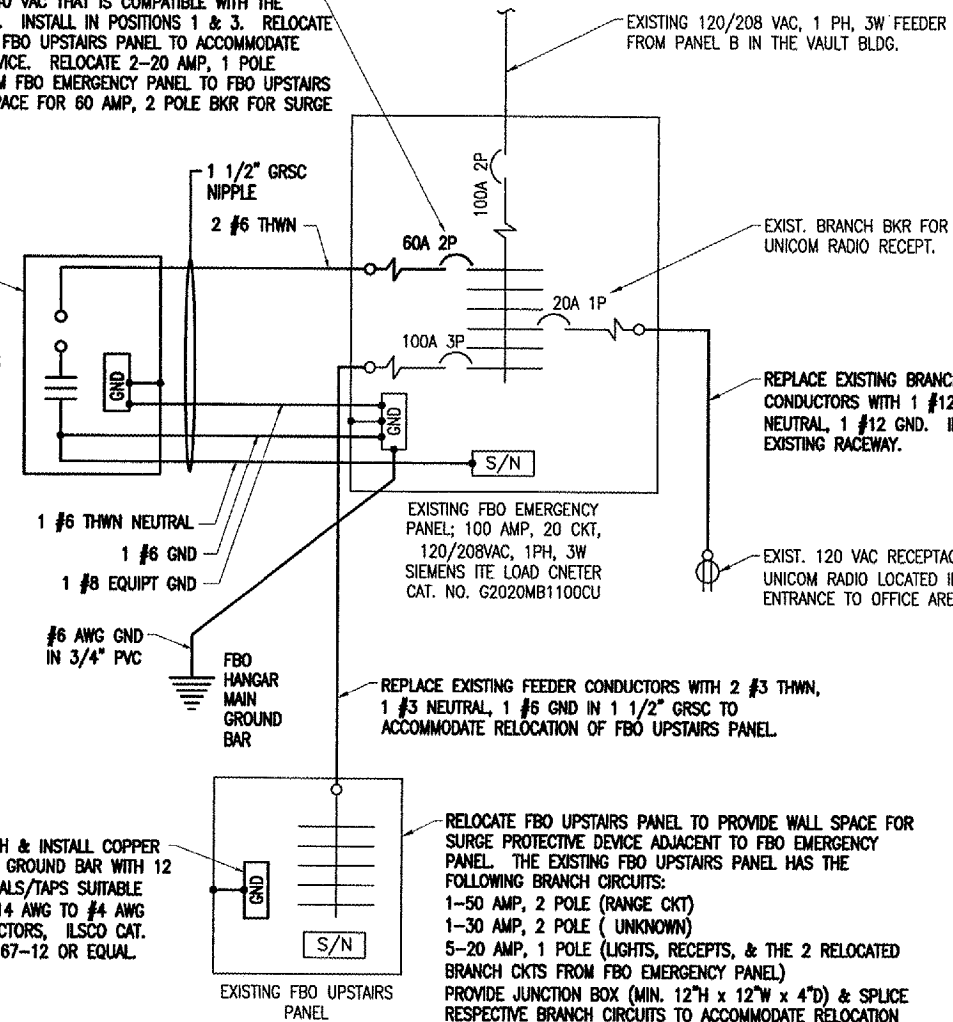 VAC THAT IS COMPATIBLE WITH THE
INSTALL IN POSITIONS 1 & 3. RELOCATE
FBO UPSTAIRS PANEL TO ACCOMMODATE
RELOCATE 2-20 AMP, 1 POLE
FBO EMERGENCY PANEL TO FBO UPSTAIRS
FOR 60 AMP, 2 POLE BKR FOR SURGE
EXISTING 120/208 VAC, 1 PH, 3W FEEDER
FROM PANEL B IN THE VAULT BLDG.
1 1/2" GRSC
NIPPLE
2 #6 THWN
100A 2P
60A 2P
EXIST. BRANCH BKR FOR
UNICOM RADIO RECEPT.
20A 1P
100A 3P
GND
GND
REPLACE EXISTING BRANC
CONDUCTORS WITH 1 #12
NEUTRAL, 1 #12 GND.
EXISTING RACEWAY.
S/N
1 #6 THWN NEUTRAL
1 #6 GND
1 #8 EQUIPT GND
EXISTING FBO EMERGENCY
PANEL; 100 AMP, 20 CKT,
120/208VAC, 1PH, 3W
SIEMENS ITE LOAD CNETER
CAT. NO. G2020MB1100CU
EXIST. 120 VAC RECEPTAC
UNICOM RADIO LOCATED I
ENTRANCE TO OFFICE ARE
#6 AWG GND
IN 3/4" PVC
FBO
HANGAR
MAIN
GROUND
BAR
REPLACE EXISTING FEEDER CONDUCTORS WITH 2 #3 THWN,
1 #3 NEUTRAL, 1 #6 GND IN 1 1/2" GRSC TO
ACCOMMODATE RELOCATION OF FBO UPSTAIRS PANEL.
H & INSTALL COPPER
GROUND BAR WITH 12
ALS/TAPS SUITABLE
14 AWG TO #4 AWG
CTORS, ILSCO CAT.
67-12 OR EQUAL.
GND
S/N
EXISTING FBO UPSTAIRS
PANEL
RELOCATE FBO UPSTAIRS PANEL TO PROVIDE WALL SPACE FOR
SURGE PROTECTIVE DEVICE ADJACENT TO FBO EMERGENCY
PANEL. THE EXISTING FBO UPSTAIRS PANEL HAS THE
FOLLOWING BRANCH CIRCUITS:
1-50 AMP, 2 POLE (RANGE CKT)
1-30 AMP, 2 POLE ( UNKNOWN)
5-20 AMP, 1 POLE (LIGHTS, RECEPTS, & THE 2 RELOCATED
BRANCH CKTS FROM FBO EMERGENCY PANEL)
PROVIDE JUNCTION BOX (MIN. 12"H x 12"W x 4"D) & SPLICE
RESPECTIVE BRANCH CIRCUITS TO ACCOMMODATE RELOCATION